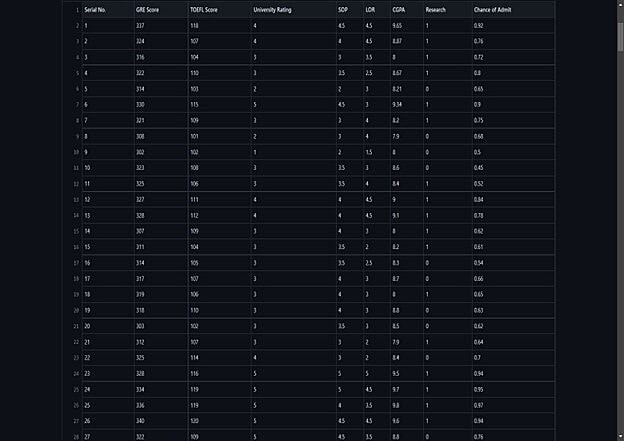 1 Serial No. GRE Score TOEFL Score University Rating SOP LOR CGPA Research Chance of Admit
2 1 337 118 4 4.5 4.5 9.65 1 0.92
3 2 324 107 4 4 4.5 8.87 1 0.76
4 3 316 104 3 3 3.5 8 1 0.72
5 4 322 110 3 3.5 2.5 8.67 1 0.8
6 5 314 103 2 2 3 8.21 0 0.65
7 6 330 115 5 4.5 3 9.34 1 0.9
8 7 321 109 3 3 4 8.2 1 0.75
9 8 308 101 2 3 4 7.9 0 0.68
10 9 302 102 1 2 1.5 8 0 0.5
11 10 323 108 3 3.5 3 8.6 0 0.45
12 11 325 106 3 3.5 4 8.4 1 0.52
13 12 327 111 4 4 4.5 9 1 0.84
14 13 328 112 4 4 4.5 9.1 1 0.78
15 14 307 109 3 4 3 8 1 0.62
16 15 311 104 3 3.5 2 8.2 1 0.61
17 16 314 105 3 3.5 2.5 8.3 0 0.54
18 17 317 107 3 4 3 8.7 0 0.66
19 18 319 106 3 4 3 8 1 0.65
20 19 318 110 3 4 3 8.8 0 0.63
21 20 303 102 3 3.5 3 8.5 0 0.62
22 21 312 107 3 3 2 7.9 1 0.64
23 22 325 114 4 3 2 8.4 0 0.7
24 23 328 116 5 5 5 9.5 1 0.94
25 24 334 119 5 5 4.5 9.7 1 0.95
26 25 336 119 5 4 3.5 9.8 1 0.97
27 26 340 120 5 4.5 4.5 9.6 1 0.94
28 27 322 109 5 4.5 3.5 8.8 0 0.76